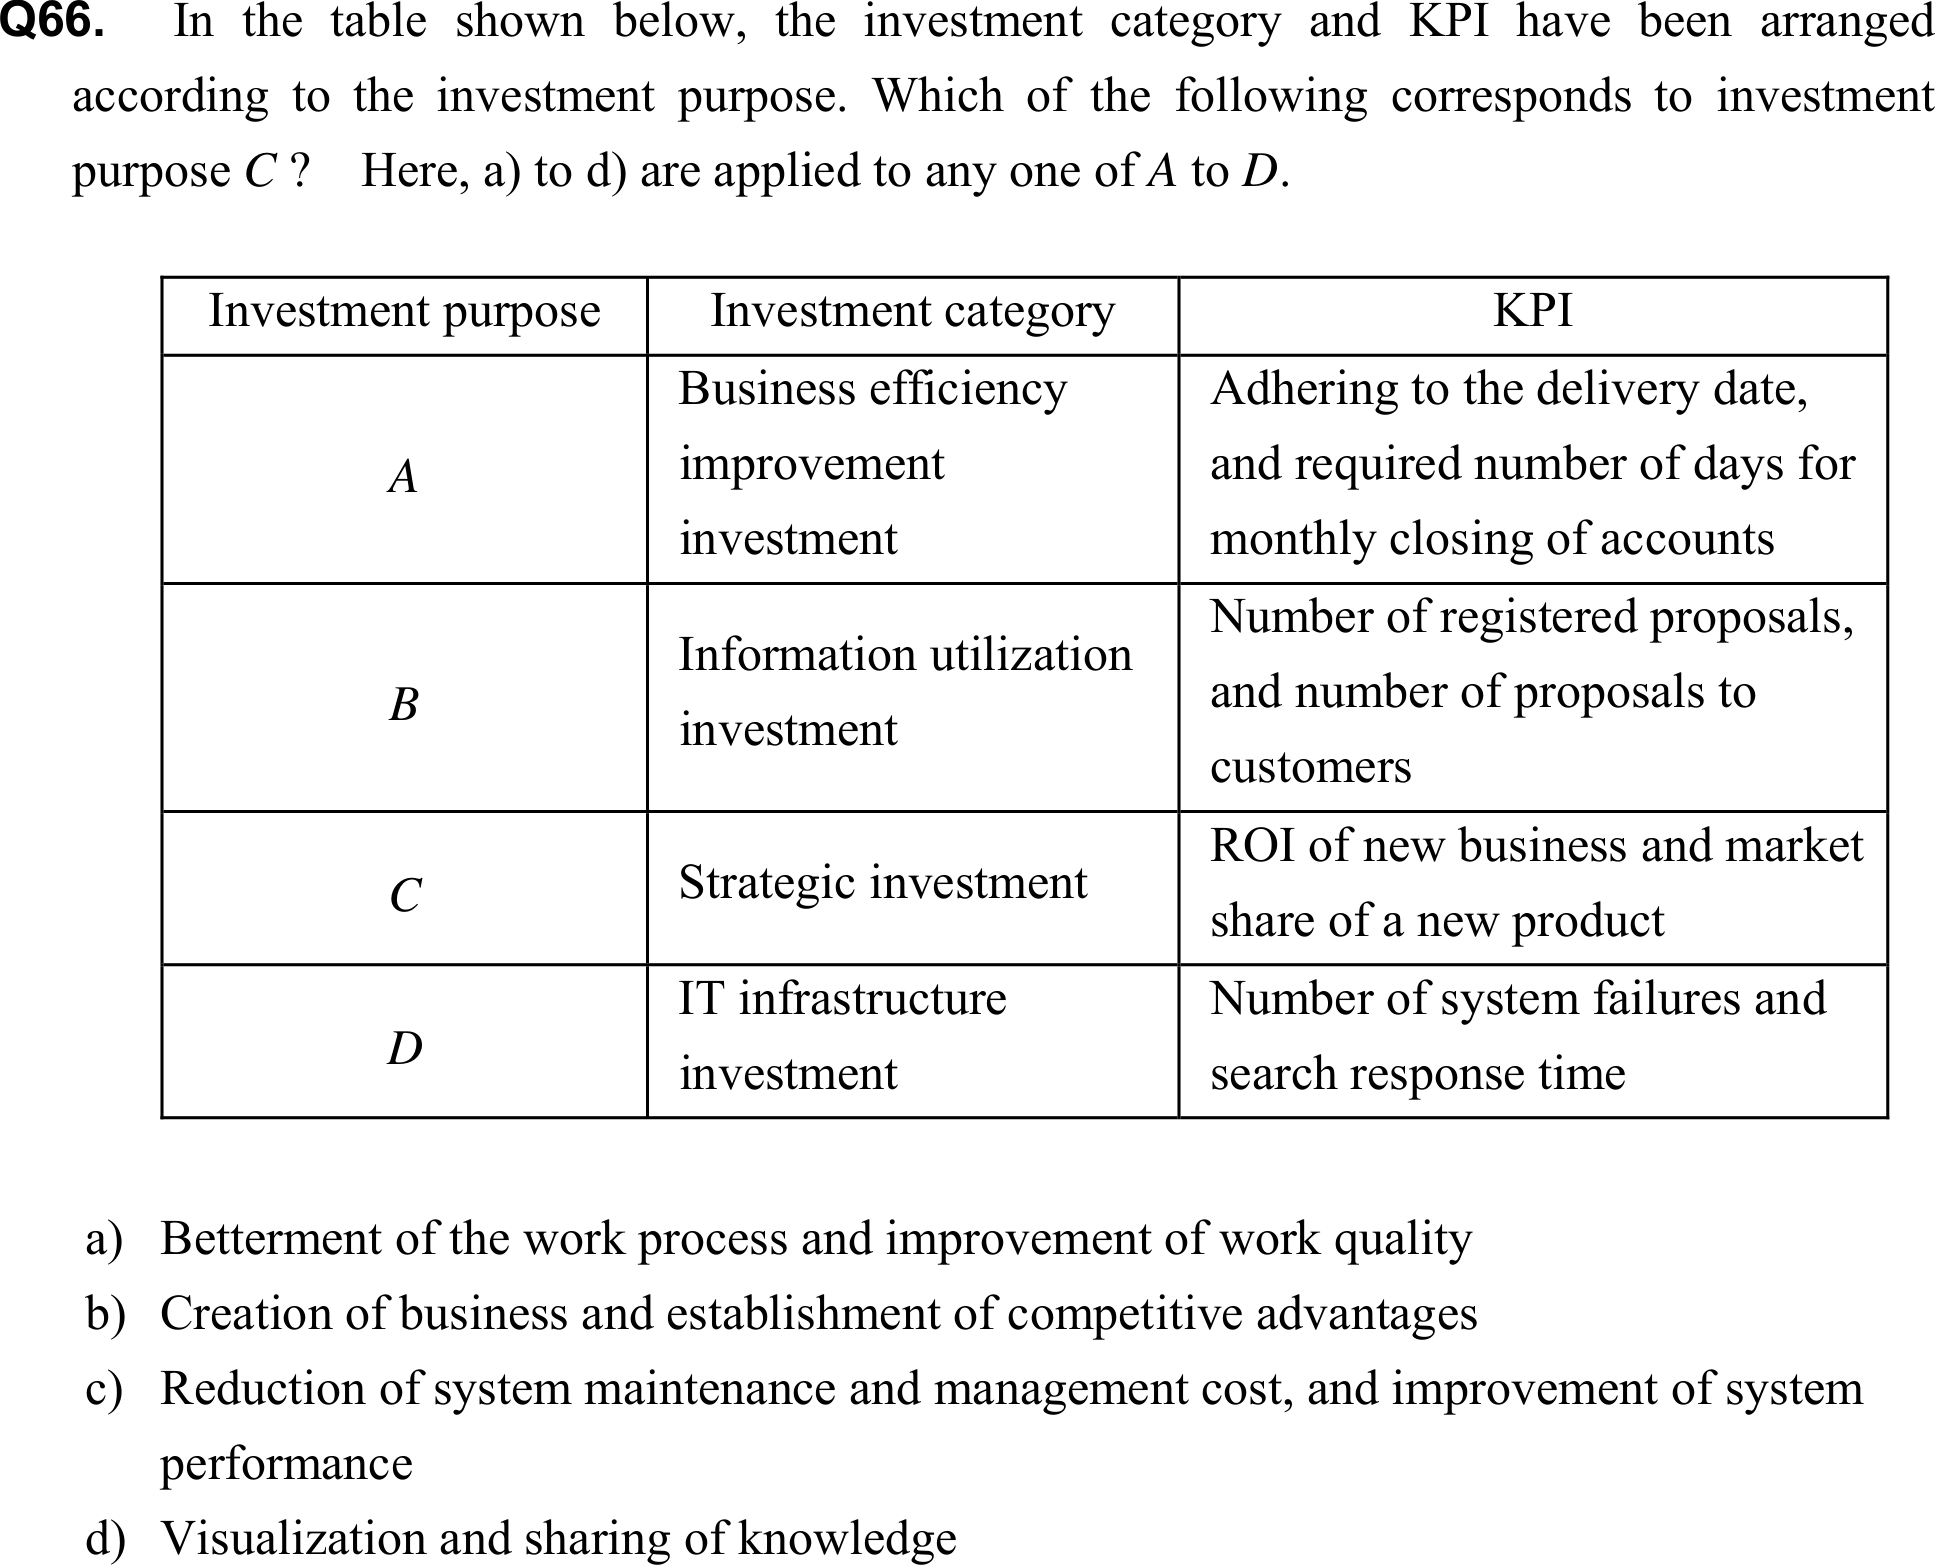 Q66. In the table shown below, the investment category and KPI have been arranged
according to the investment purpose. Which of the following corresponds to investment
purpose C ? Here, a) to d) are applied to any one of A to D.
Investment purpose Investment category KPI
A
Business efficiency
improvement
investment
Adhering to the delivery date,
and required number of days for
monthly closing of accounts
B
Information utilization
investment
Number of registered proposals,
and number of proposals to
customers
C
Strategic investment
ROI of new business and market
share of a new product
D
IT infrastructure
investment
Number of system failures and
search response time
a) Betterment of the work process and improvement of work quality
b) Creation of business and establishment of competitive advantages
c) Reduction of system maintenance and management cost, and improvement of system
performance
d) Visualization and sharing of knowledge